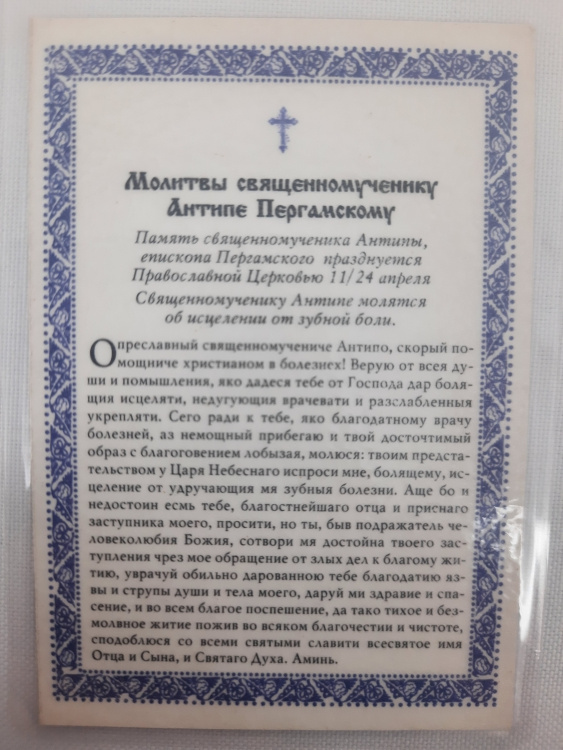 Молитвы священномученику
Антипе Пергамскому
Память священномученика Антипы,
епископа Пергамского празднуется
Православной Церковью 11/24 апреля
Священномученику Антипе молятся
об исцелении от зубной боли.
О преславный священномучениче Антипо, скорый по-
мощниче христианом в болезнех! Верую от всея ду-
ши и помышления, яко дадеся тебе от Господа дар боля-
щия исцеляти, недугующия врачевати и разслабленныя
укрепляти. Сего ради к тебе, яко благодатному врачу
болезней, аз немощный прибегаю и твой досточтимый
образ с благоговением лобызая, молюся: твоим предста-
тельством у Царя Небеснаго испроси мне, болящему, ис-
целение от удручающия мя зубныя болезни. Аще бо и
недостоин есмь тебе, благостнейшаго отца и приснаго
заступника моего, просити, но ты, быв подражатель че-
ловеколюбия Божия, сотвори мя достойна твоего зас-
тупления чрез мое обращение от злых дел к благому жи-
тию, уврачуй обильно дарованною тебе благодатию яз-
вы и струпы души и тела моего, даруй ми здравие и спа-
сение, и во всем благое поспешение, да тако тихое и без-
молвное житие пожив во всяком благочестии и чистоте,
сподоблюся со всеми святыми славити всесвятое имя
Отца и Сына, и Святаго Духа. Аминь.